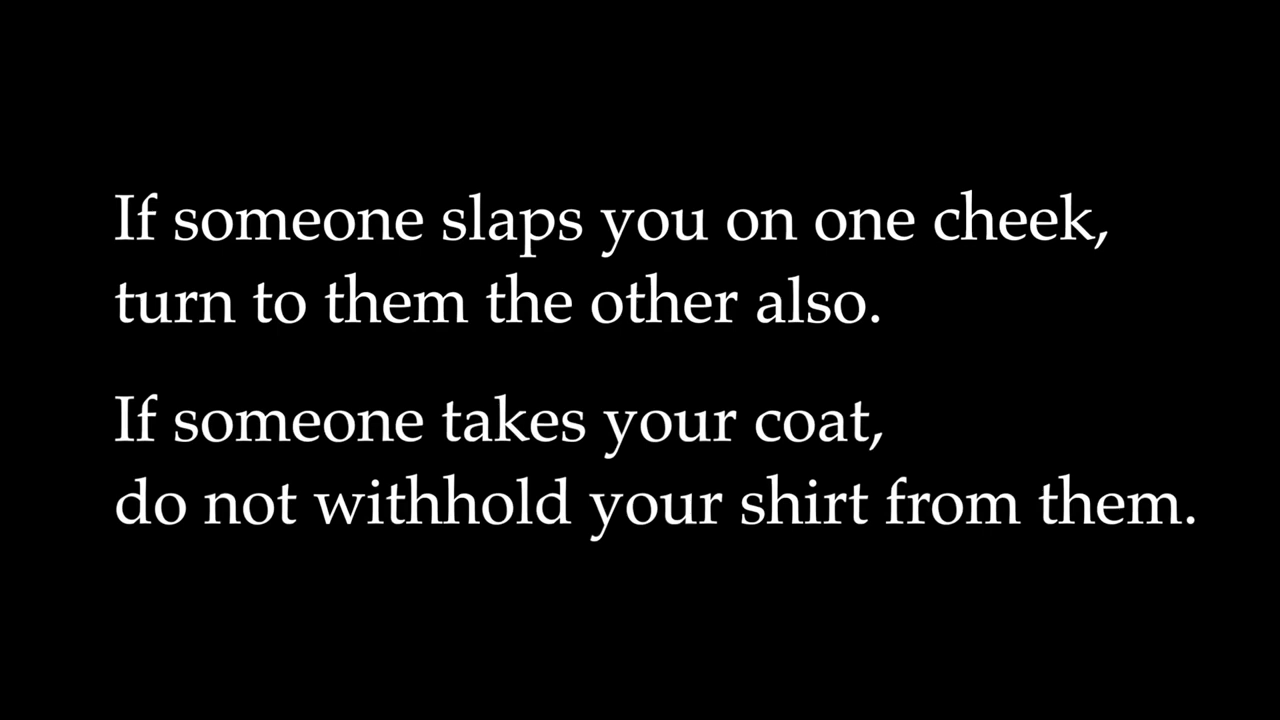 If someone slaps you on one cheek,
turn to them the other also.
If someone takes your coat,
do not withhold your shirt from them.